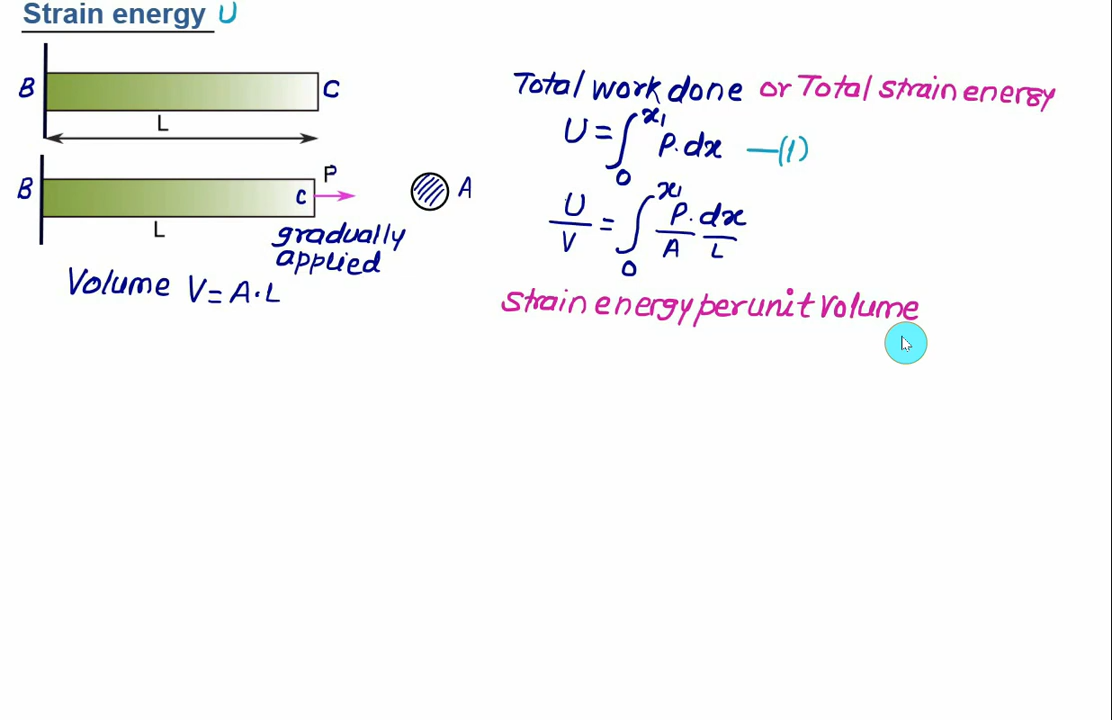 Strain energy U
B C
L
B C P A
L
gradually
applied
Volume V = A·L
Total work done or Total strain energy
U = ∫₀^x₁ P. dx —(1)
U/V = ∫₀^x₁ P/A . dx/L
Strain energy per unit volume